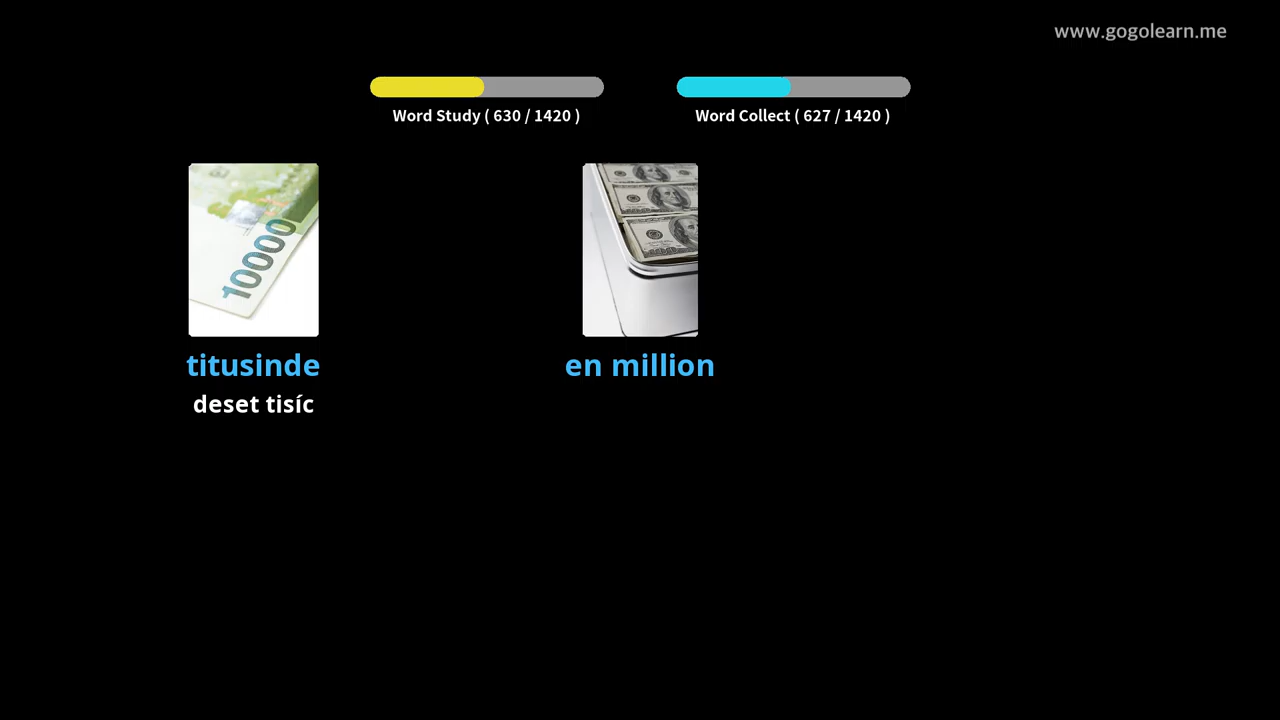 www.gogolearn.me
Word Study ( 630 / 1420 )
Word Collect ( 627 / 1420 )
10000
titusinde
en million
deset tisíc